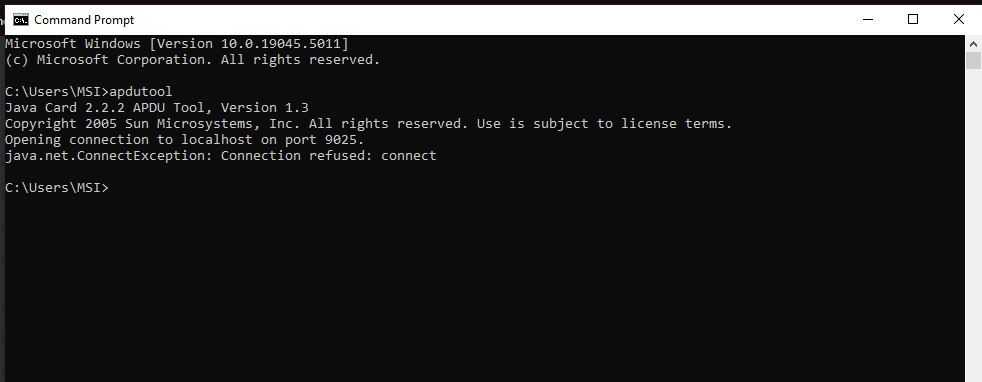 Command Prompt
Microsoft Windows [Version 10.0.19045.5011]
(c) Microsoft Corporation. All rights reserved.
C:\Users\MSI>apdutool
Java Card 2.2.2 APDU Tool, Version 1.3
Copyright 2005 Sun Microsystems, Inc. All rights reserved. Use is subject to license terms.
Opening connection to localhost on port 9025.
java.net.ConnectException: Connection refused: connect
C:\Users\MSI>